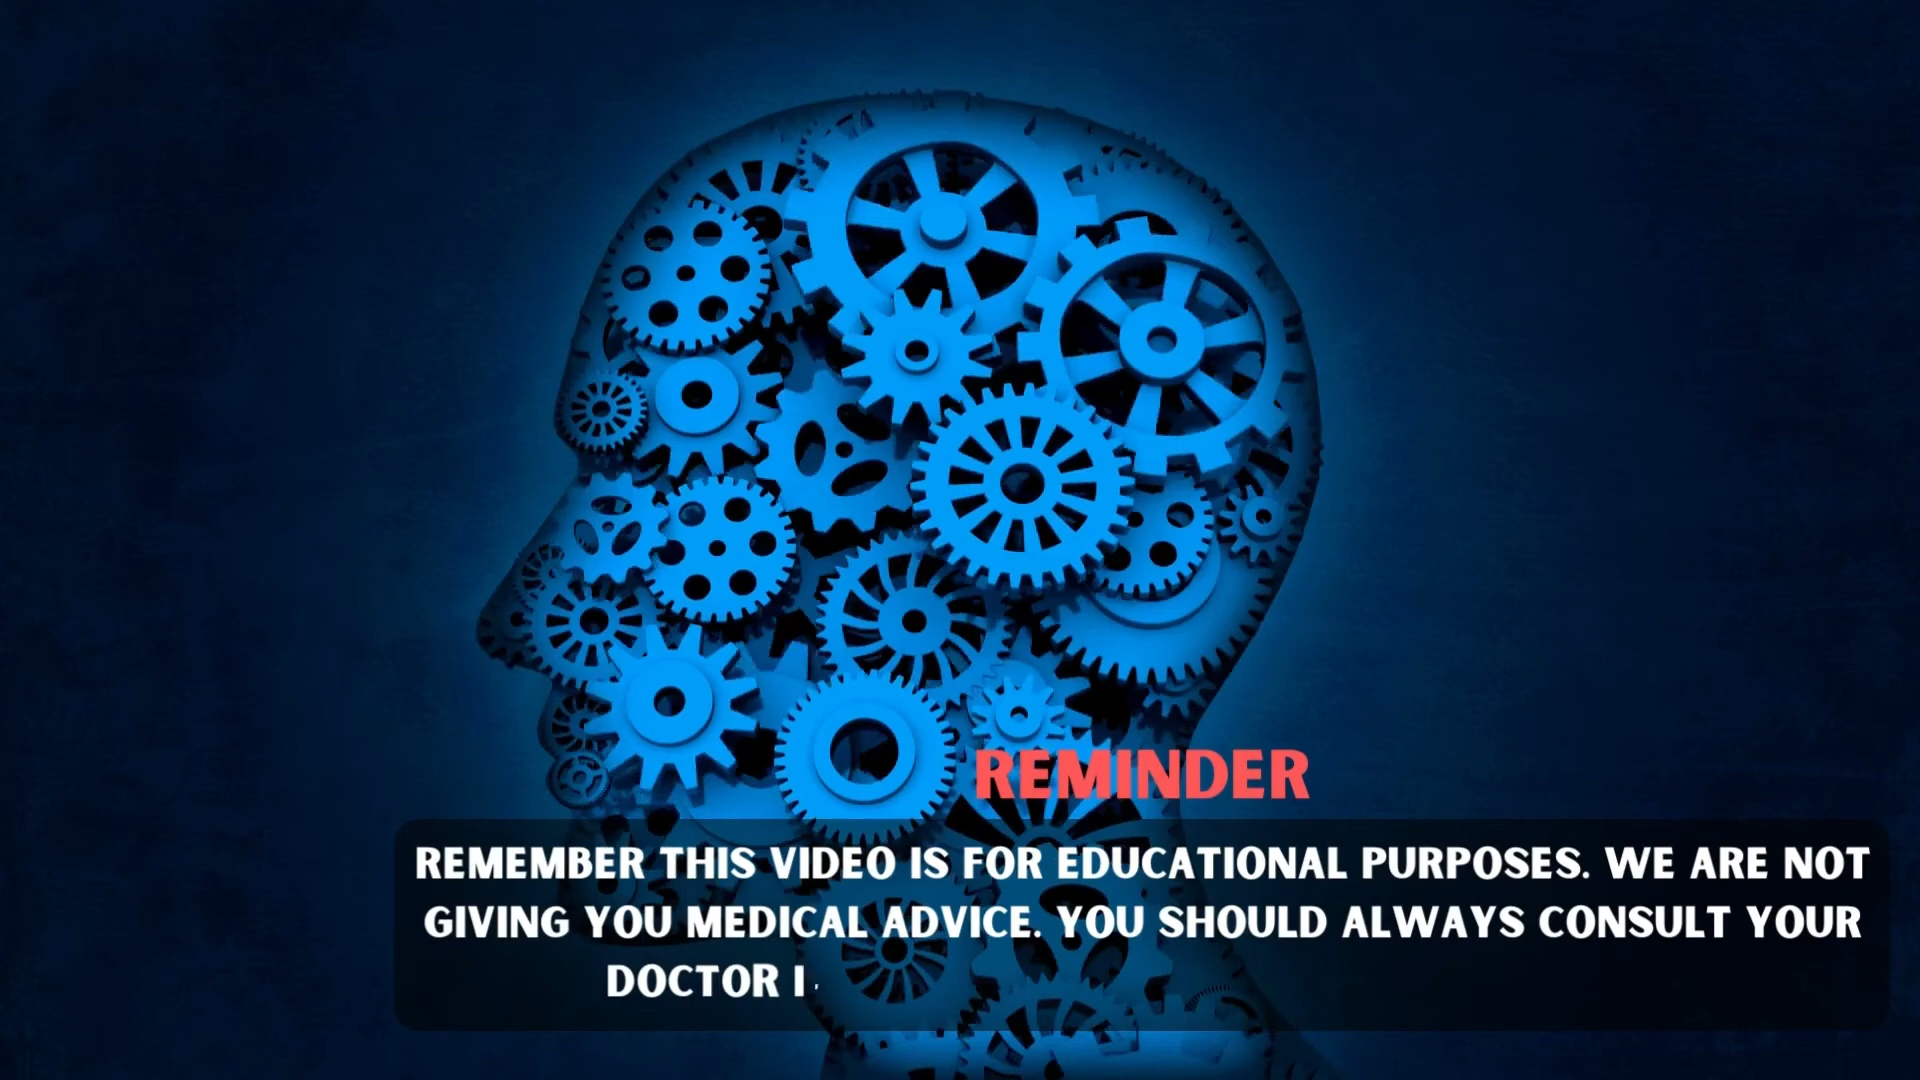 REMINDER
REMEMBER THIS VIDEO IS FOR EDUCATIONAL PURPOSES. WE ARE NOT
GIVING YOU MEDICAL ADVICE. YOU SHOULD ALWAYS CONSULT YOUR
DOCTOR I